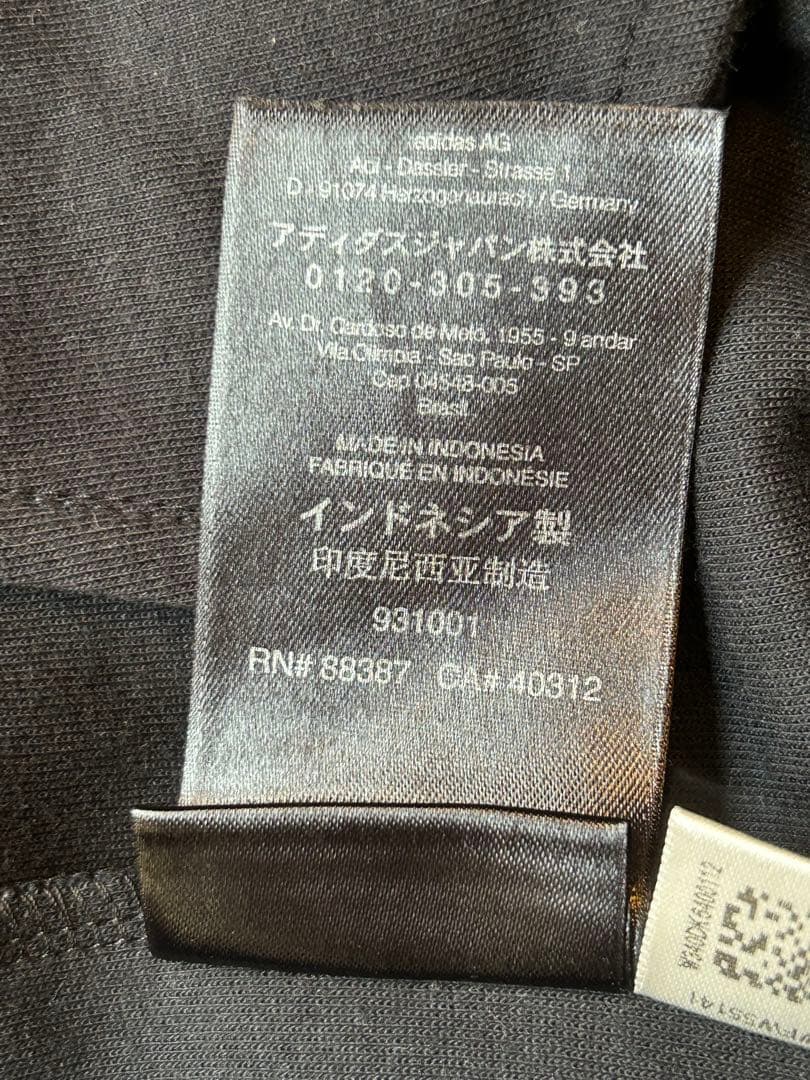 adidas AG
Adi - Dassler - Strasse 1
D - 91074 Herzogenaurach / Germany
アディダスジャパン株式会社
0120-305-393
Av. Dr. Cardoso de Melo, 1955 - 9 andar
Vila Olimpia - Sao Paulo - SP
Cep 04548-005
Brasil
MADE IN INDONESIA
FABRIQUÉ EN INDONÉSIE
インドネシア製
印度尼西亚制造
931001
RN# 88387 CA# 40312